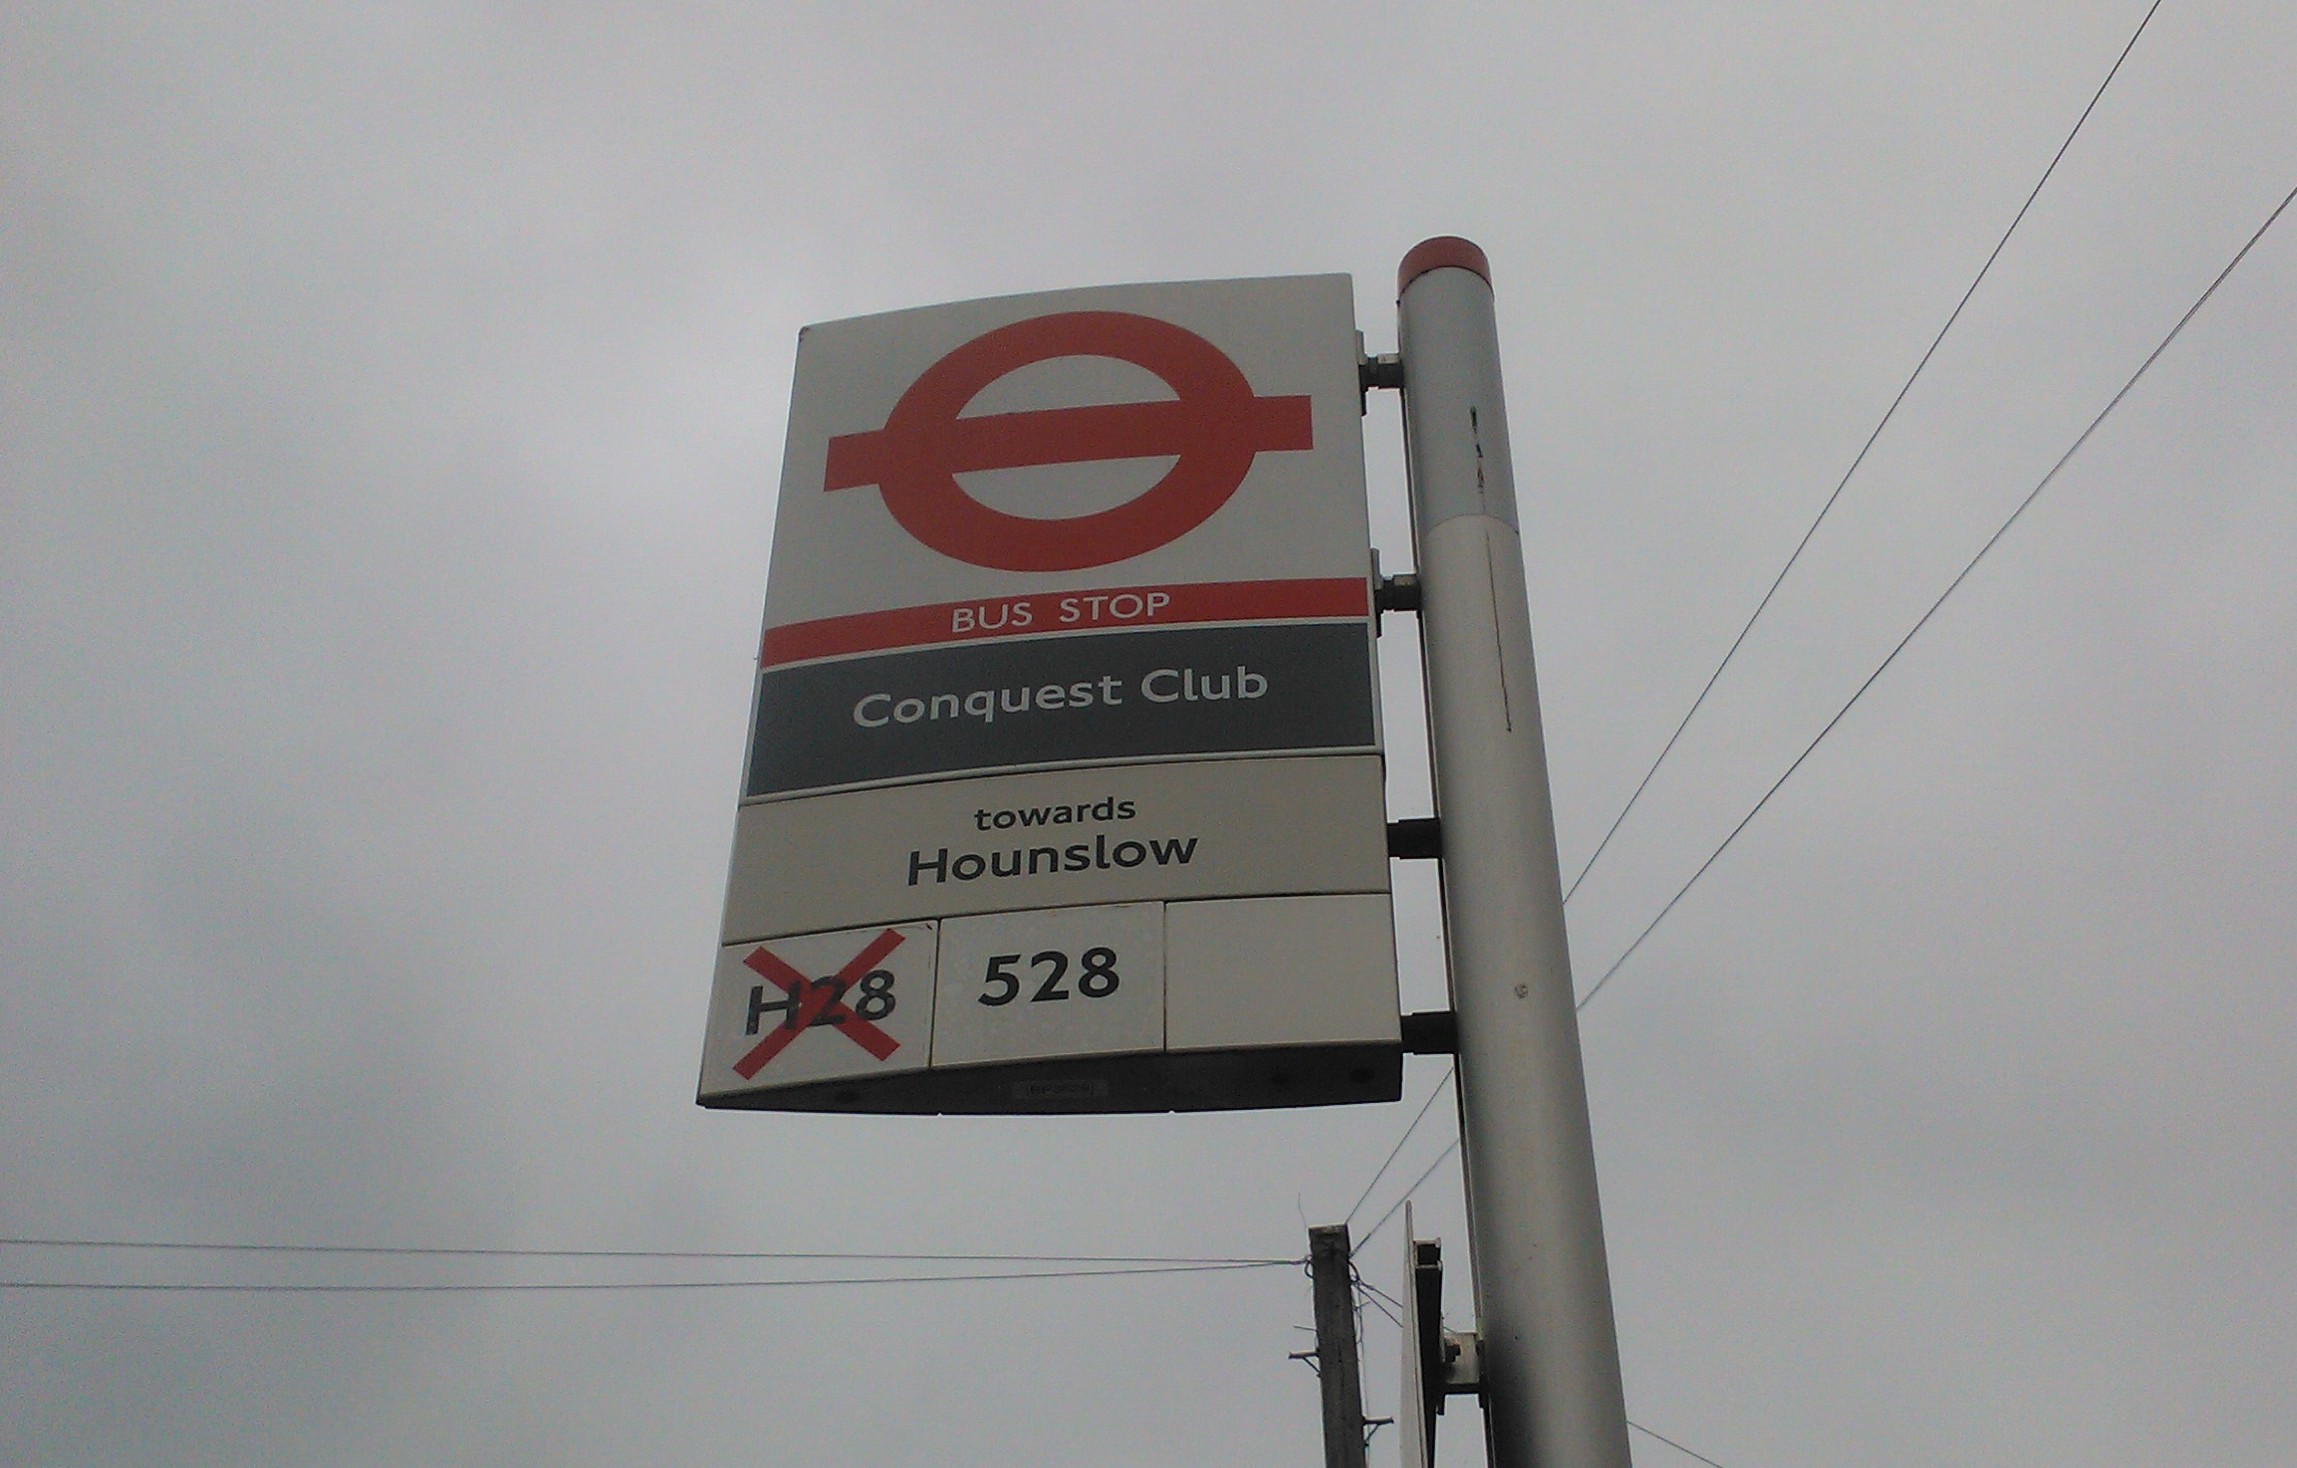 BUS STOP
Conquest Club
towards
Hounslow
H28 528